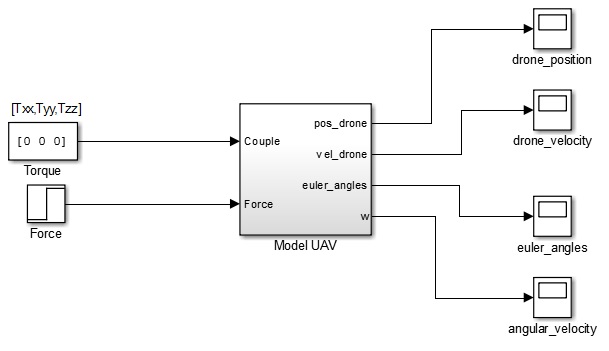 [Txx,Tyy,Tzz]
[0 0 0]
Torque
Force
Couple
Force
pos_drone
vel_drone
euler_angles
w
Model UAV
drone_position
drone_velocity
euler_angles
angular_velocity